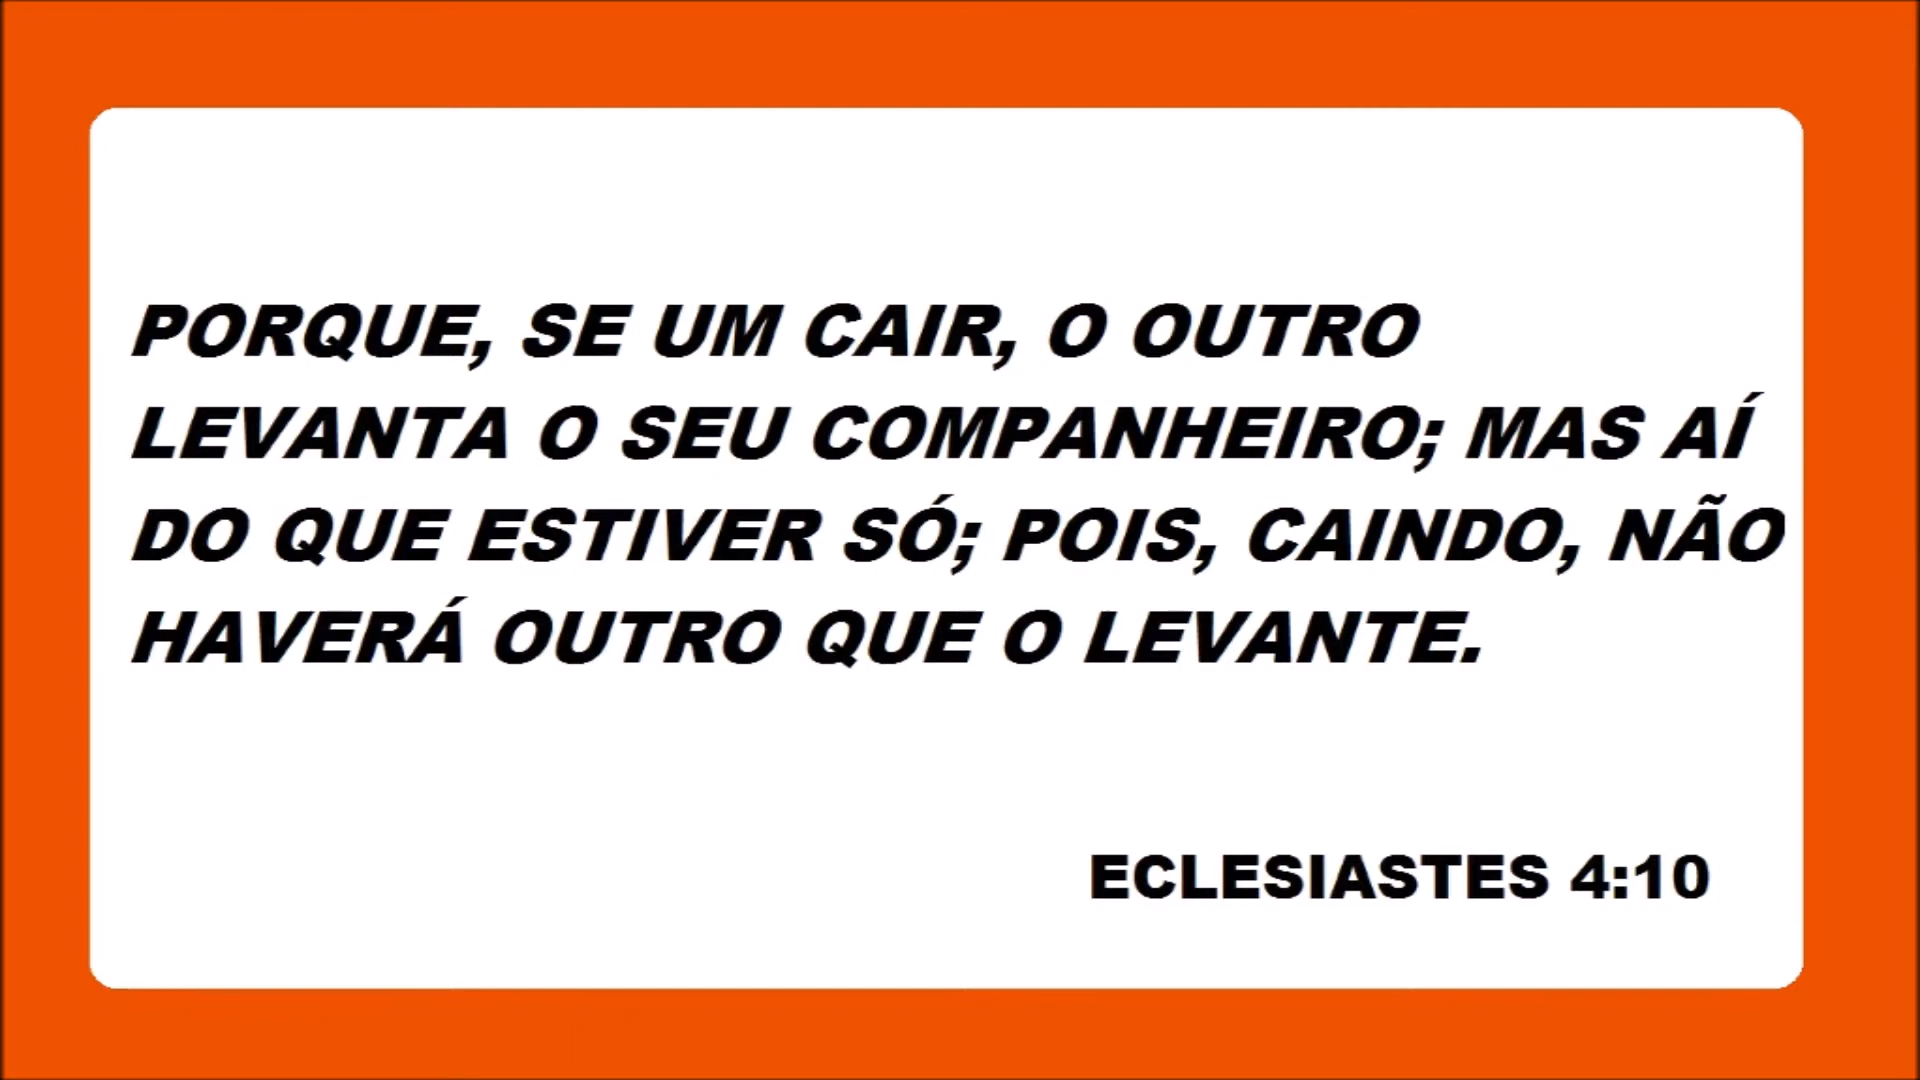 PORQUE, SE UM CAIR, O OUTRO
LEVANTA O SEU COMPANHEIRO; MAS AÍ
DO QUE ESTIVER SÓ; POIS, CAINDO, NÃO
HAVERÁ OUTRO QUE O LEVANTE.
ECLESIASTES 4:10